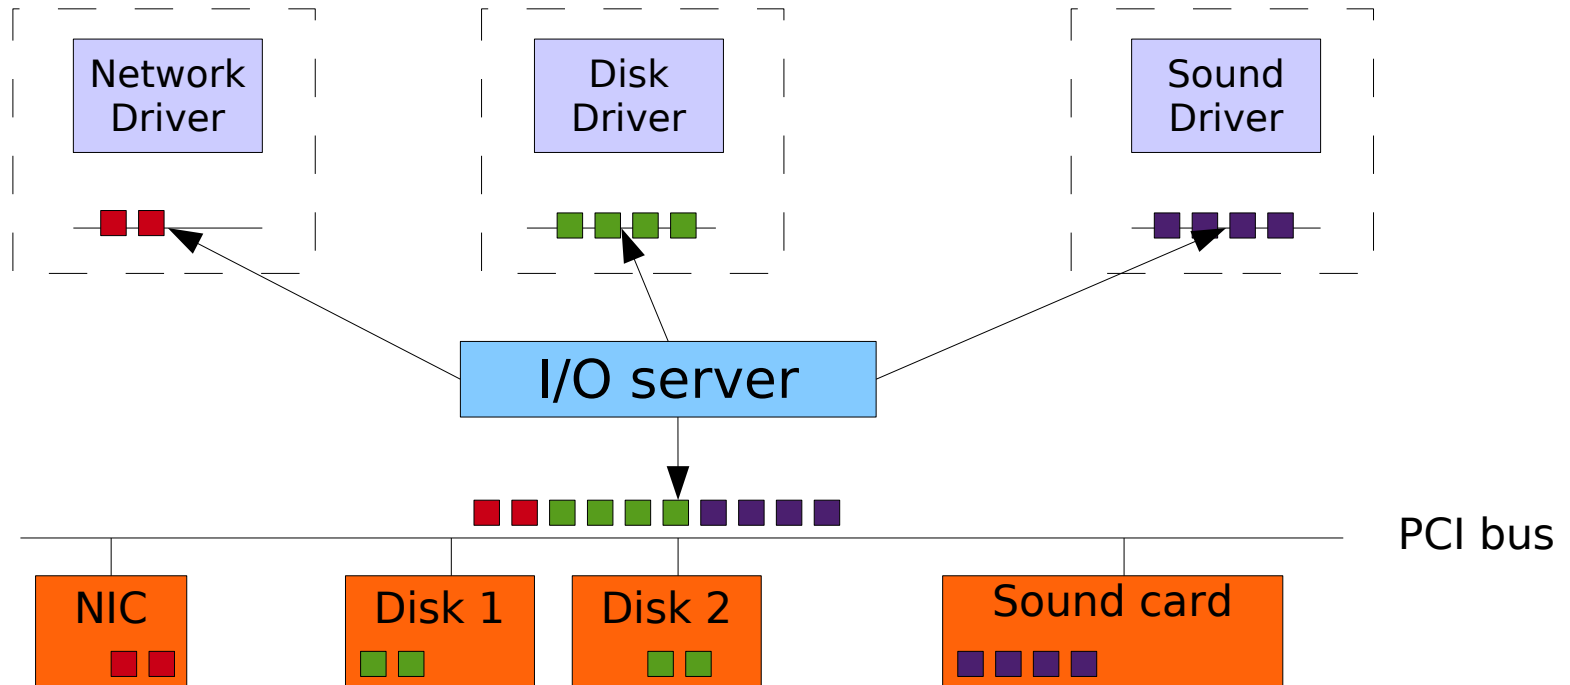 Network
Driver
Disk
Driver
Sound
Driver
I/O server
PCI bus
NIC
Disk 1
Disk 2
Sound card